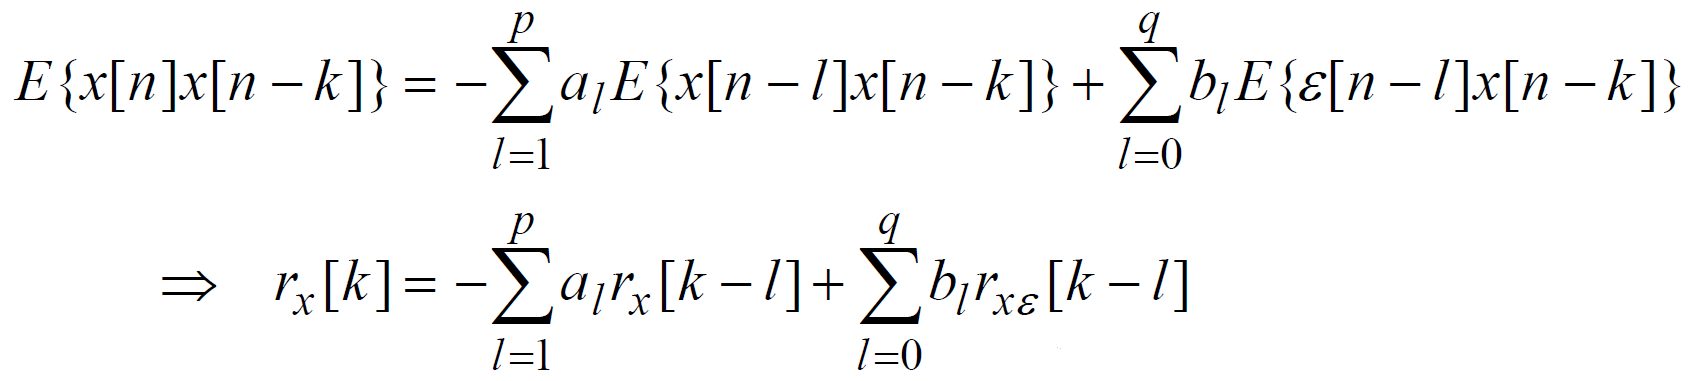 E{x[n]x[n − k]} = −∑_{l=1}^{p} a_l E{x[n − l]x[n − k]} + ∑_{l=0}^{q} b_l E{ε[n − l]x[n − k]}
⇒ r_x[k] = −∑_{l=1}^{p} a_l r_x[k − l] + ∑_{l=0}^{q} b_l r_{xε}[k − l]